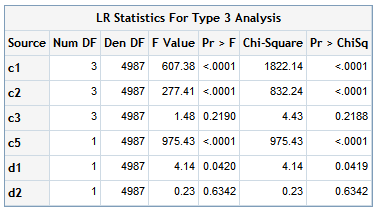 LR Statistics For Type 3 Analysis
Source Num DF Den DF F Value Pr > F Chi-Square Pr > ChiSq
c1 3 4987 607.38 <.0001 1822.14 <.0001
c2 3 4987 277.41 <.0001 832.24 <.0001
c3 3 4987 1.48 0.2190 4.43 0.2188
c5 1 4987 975.43 <.0001 975.43 <.0001
d1 1 4987 4.14 0.0420 4.14 0.0419
d2 1 4987 0.23 0.6342 0.23 0.6342